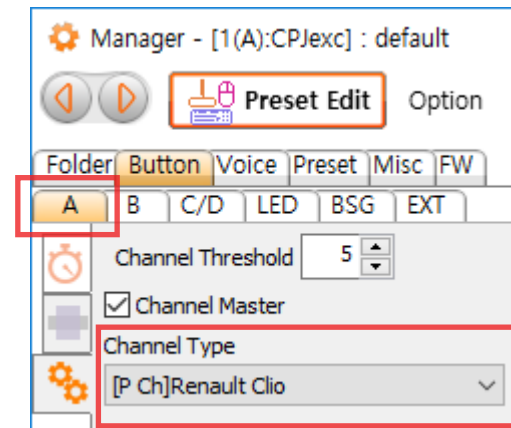 Manager - [1(A):CPJexc] : default
Preset Edit Option
Folder Button Voice Preset Misc FW
A B C/D LED BSG EXT
Channel Threshold 5
Channel Master
Channel Type
[P Ch]Renault Clio